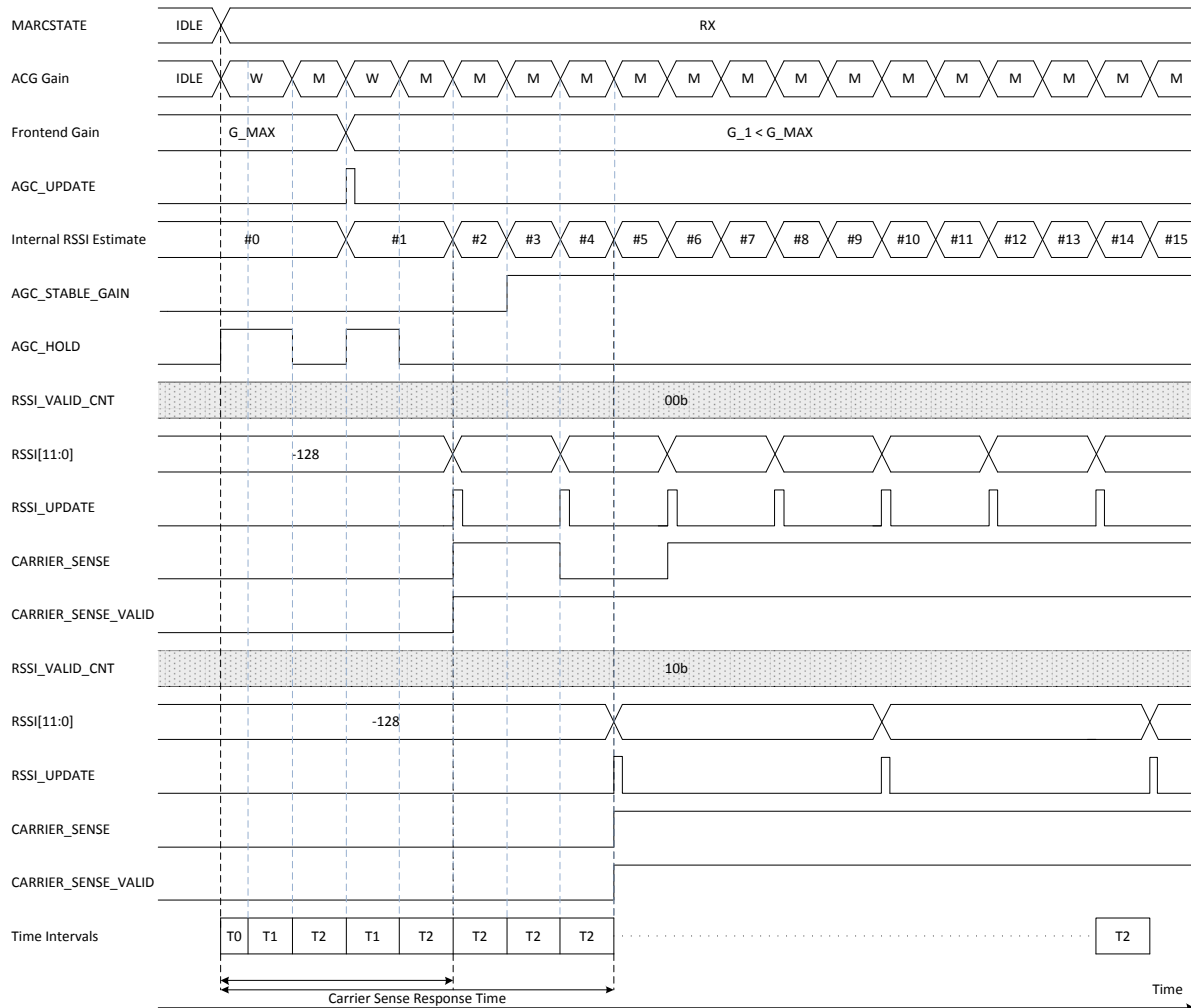 MARCSTATE IDLE RX
ACG Gain IDLE W M W M M M M M M M M M M M M M M
Frontend Gain G_MAX G_1 < G_MAX
AGC_UPDATE
Internal RSSI Estimate #0 #1 #2 #3 #4 #5 #6 #7 #8 #9 #10 #11 #12 #13 #14 #15
AGC_STABLE_GAIN
AGC_HOLD
RSSI_VALID_CNT 00b
RSSI[11:0] -128
RSSI_UPDATE
CARRIER_SENSE
CARRIER_SENSE_VALID
RSSI_VALID_CNT 10b
RSSI[11:0] -128
RSSI_UPDATE
CARRIER_SENSE
CARRIER_SENSE_VALID
Time Intervals T0 T1 T2 T1 T2 T2 T2 T2 T2
Carrier Sense Response Time
Time